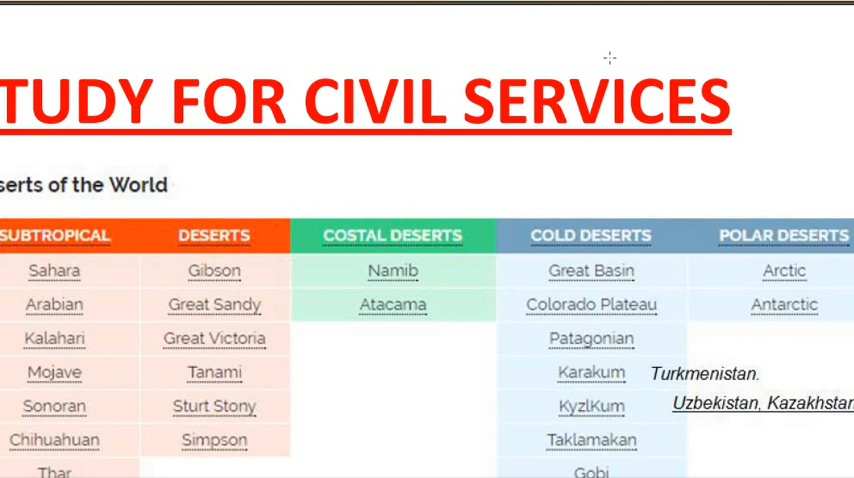 TUDY FOR CIVIL SERVICES
serts of the World
SUBTROPICAL DESERTS COSTAL DESERTS COLD DESERTS POLAR DESERTS
Sahara Gibson Namib Great Basin Arctic
Arabian Great Sandy Atacama Colorado Plateau Antarctic
Kalahari Great Victoria Patagonian
Mojave Tanami Karakum Turkmenistan.
Sonoran Sturt Stony KyzlKum Uzbekistan, Kazakhstan
Chihuahuan Simpson Taklamakan
Thar Gobi